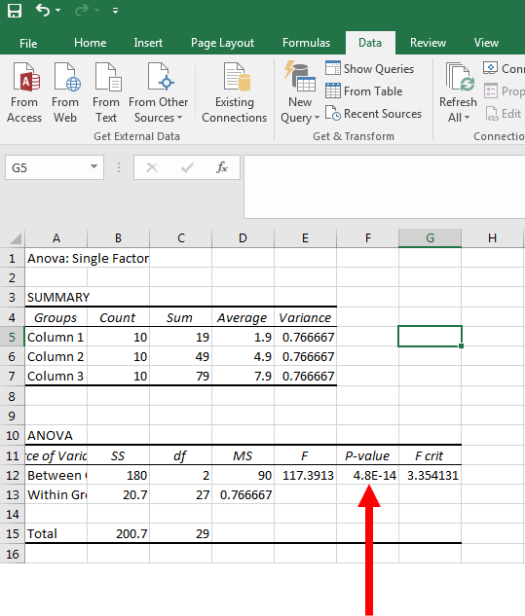 File Home Insert Page Layout Formulas Data Review View
From Access From Web From Text From Other Sources Existing Connections New Query Show Queries From Table Recent Sources Refresh All Conn Prop Edit
Get External Data Get & Transform Connectio
G5 fx
A B C D E F G H
1 Anova: Single Factor
2
3 SUMMARY
4 Groups Count Sum Average Variance
5 Column 1 10 19 1.9 0.766667
6 Column 2 10 49 4.9 0.766667
7 Column 3 10 79 7.9 0.766667
8
9
10 ANOVA
11 ce of Varia SS df MS F P-value F crit
12 Between 180 2 90 117.3913 4.8E-14 3.354131
13 Within Gr 20.7 27 0.766667
14
15 Total 200.7 29
16